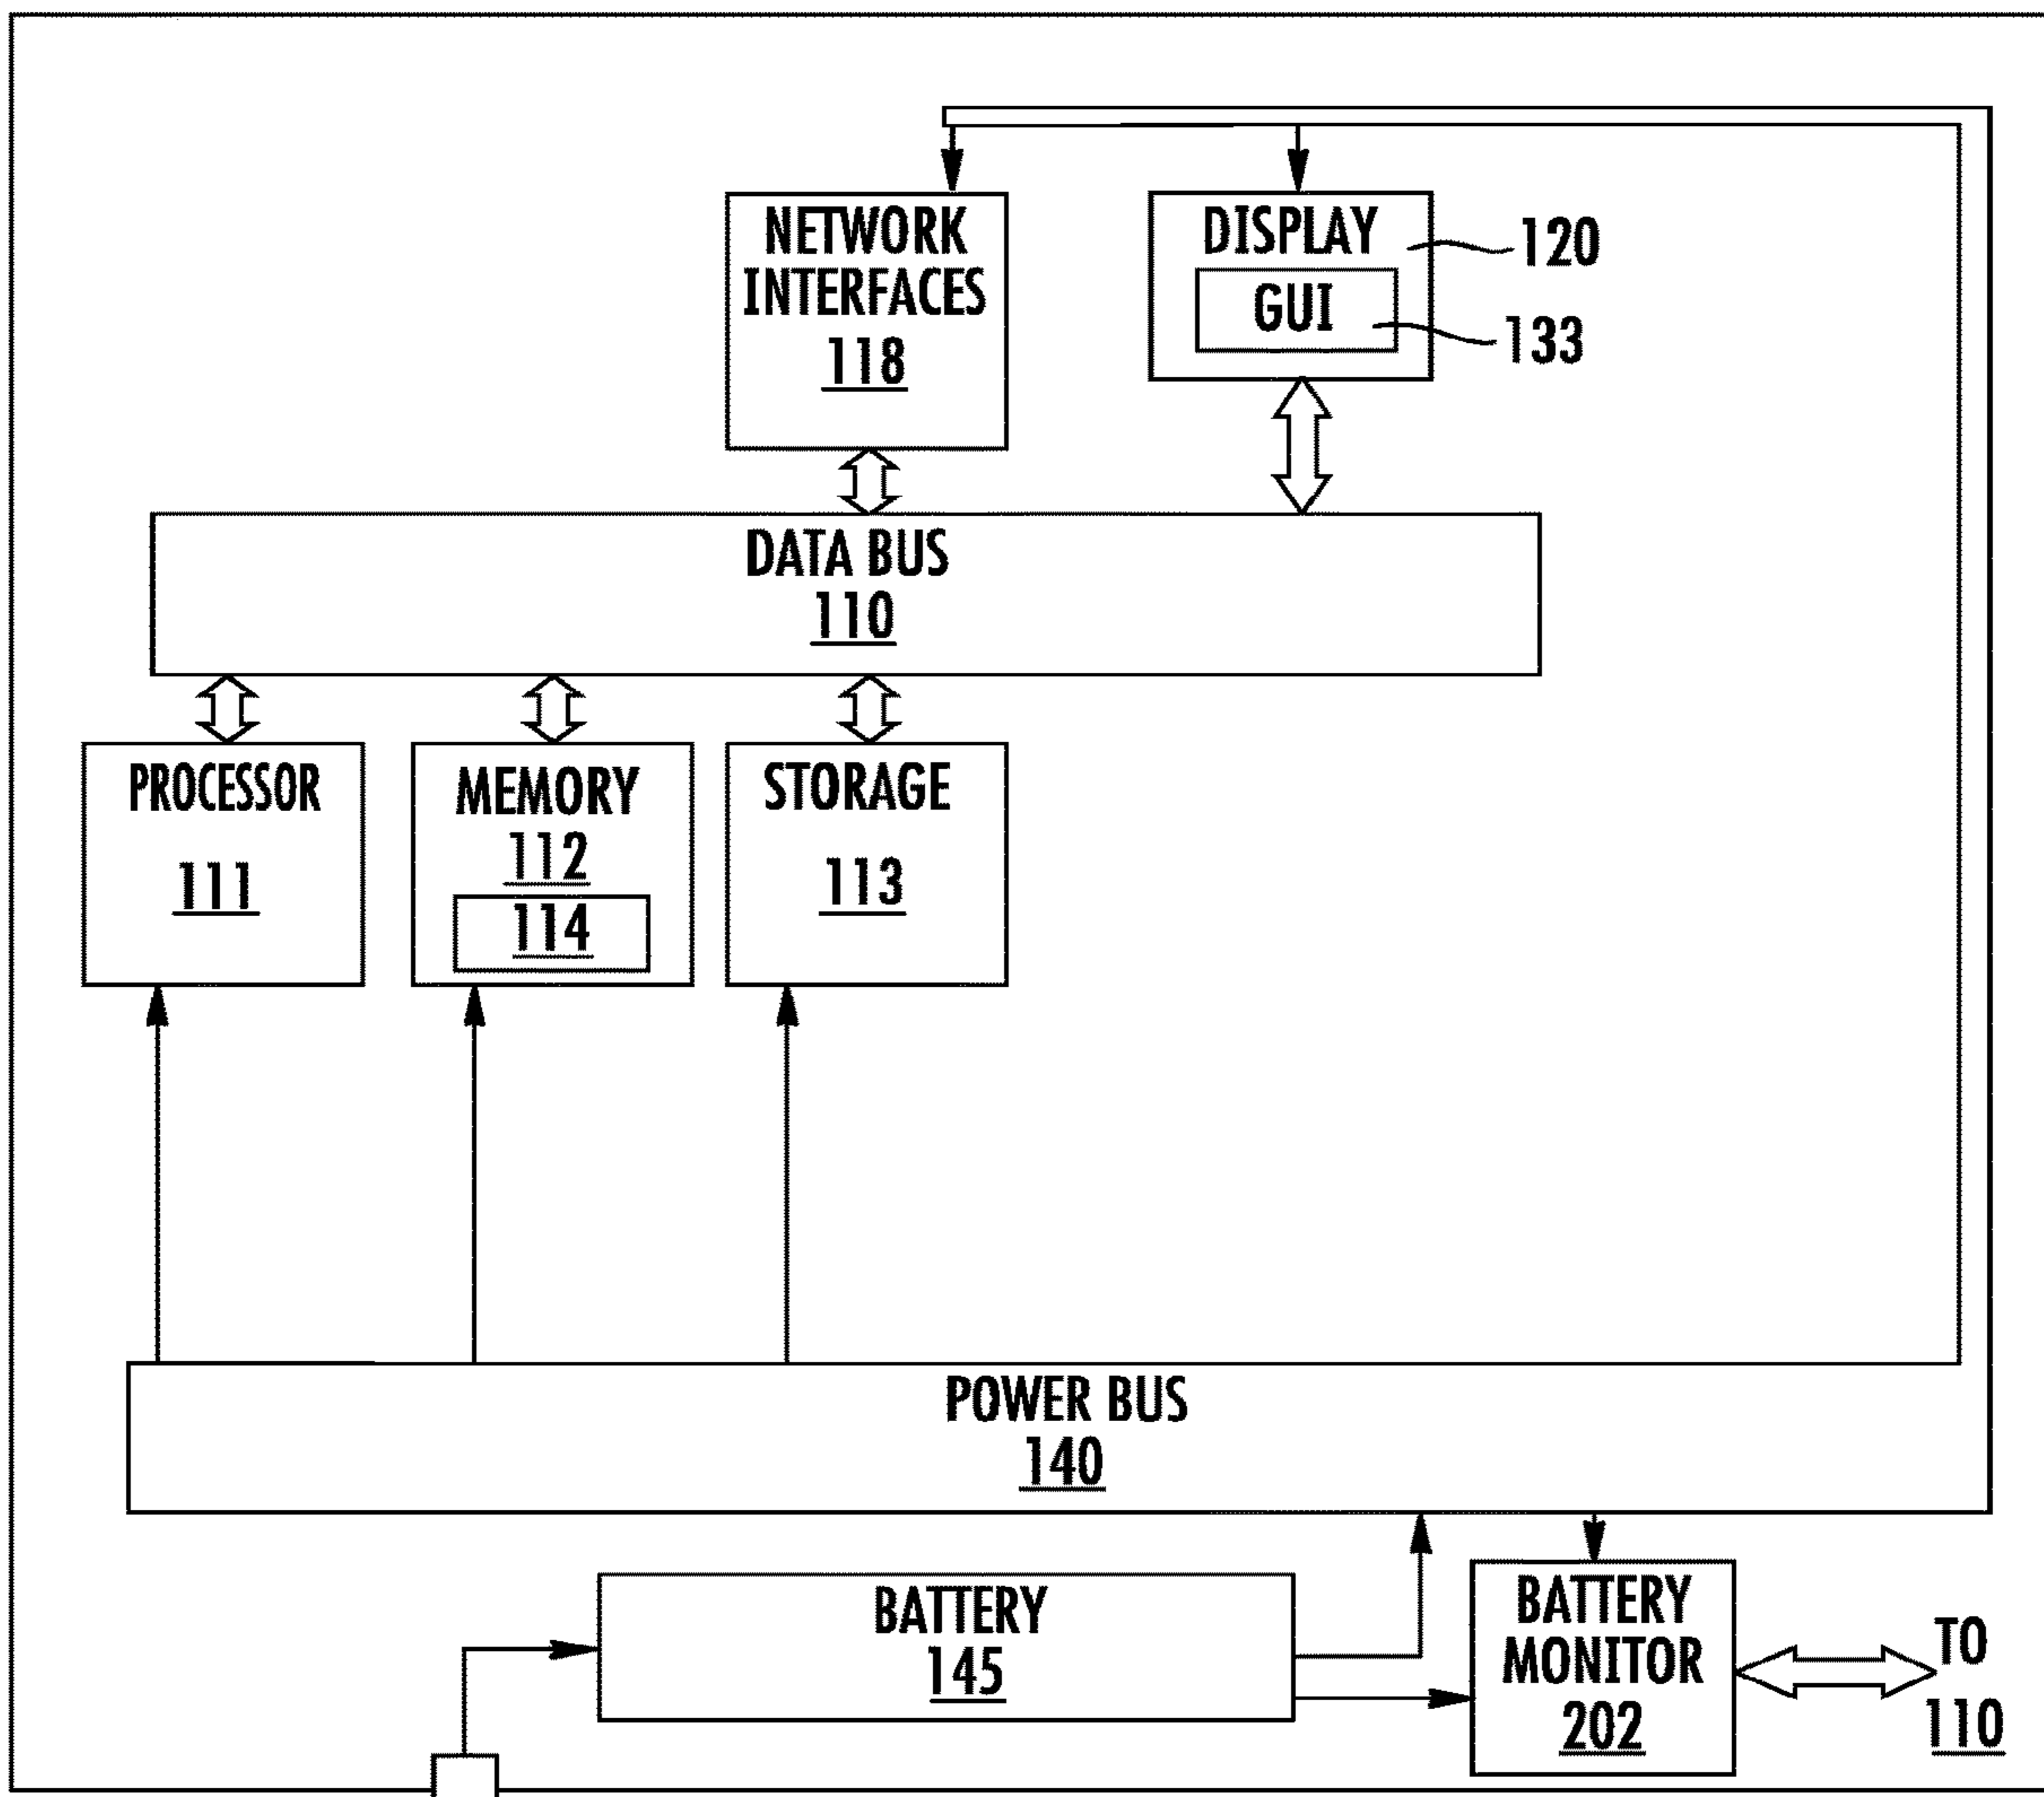 NETWORK
INTERFACES
118
DISPLAY
120
GUI
133
DATA BUS
110
PROCESSOR
111
MEMORY
112
114
STORAGE
113
POWER BUS
140
BATTERY
145
BATTERY
MONITOR
202
TO
110